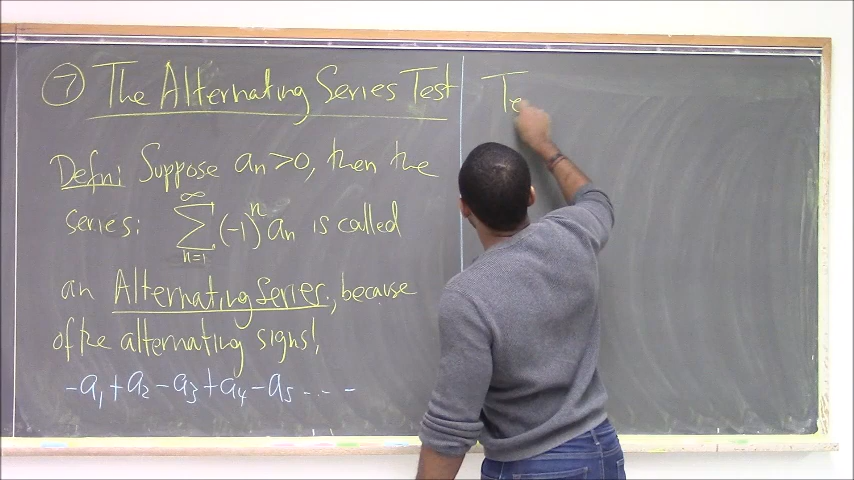 ⑦ The Alternating Series Test
Defn: Suppose aₙ>0, then the
series: ∑_{n=1}^{∞} (-1)ⁿ aₙ is called
an Alternating Series, because
of the alternating signs!
-a₁+a₂-a₃+a₄-a₅-...-
Te